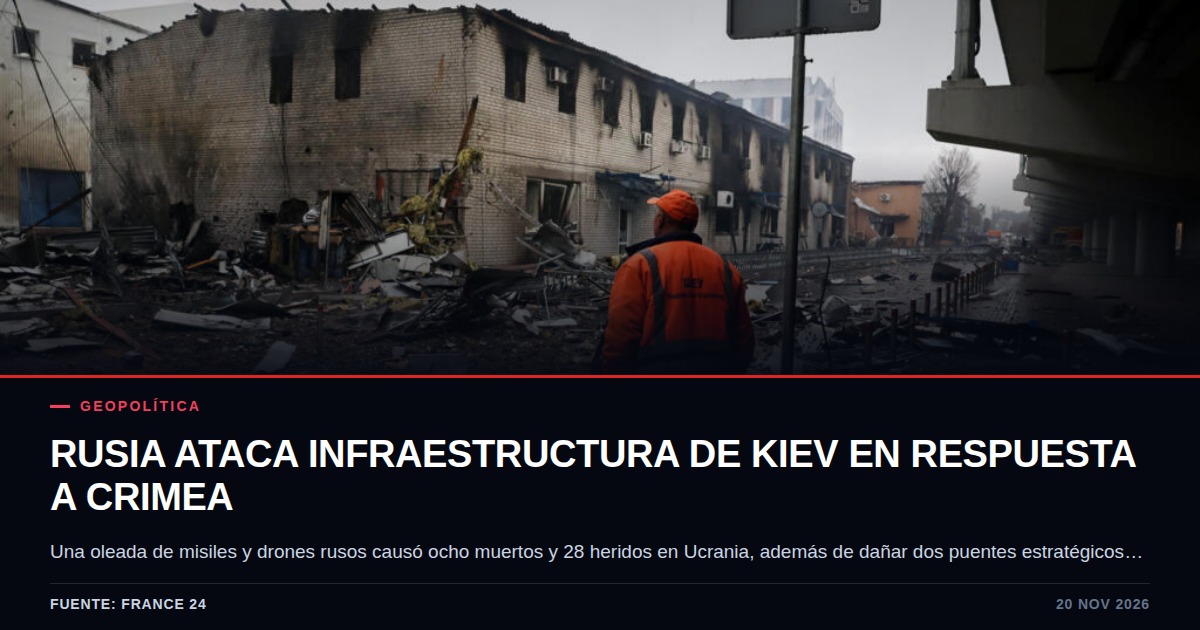 GEOPOLÍTICA
RUSIA ATACA INFRAESTRUCTURA DE KIEV EN RESPUESTA
A CRIMEA
Una oleada de misiles y drones rusos causó ocho muertos y 28 heridos en Ucrania, además de dañar dos puentes estratégicos…
FUENTE: FRANCE 24
20 NOV 2026